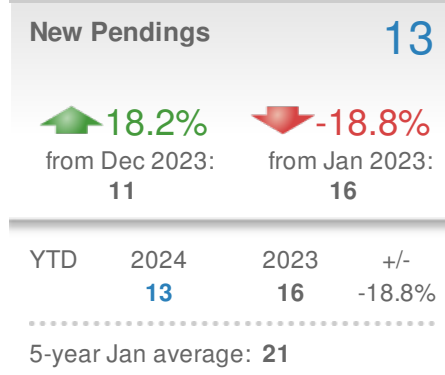 New Pendings 13
18.2% -18.8%
from Dec 2023: from Jan 2023:
11 16
YTD 2024 2023 +/-
13 16 -18.8%
5-year Jan average: 21